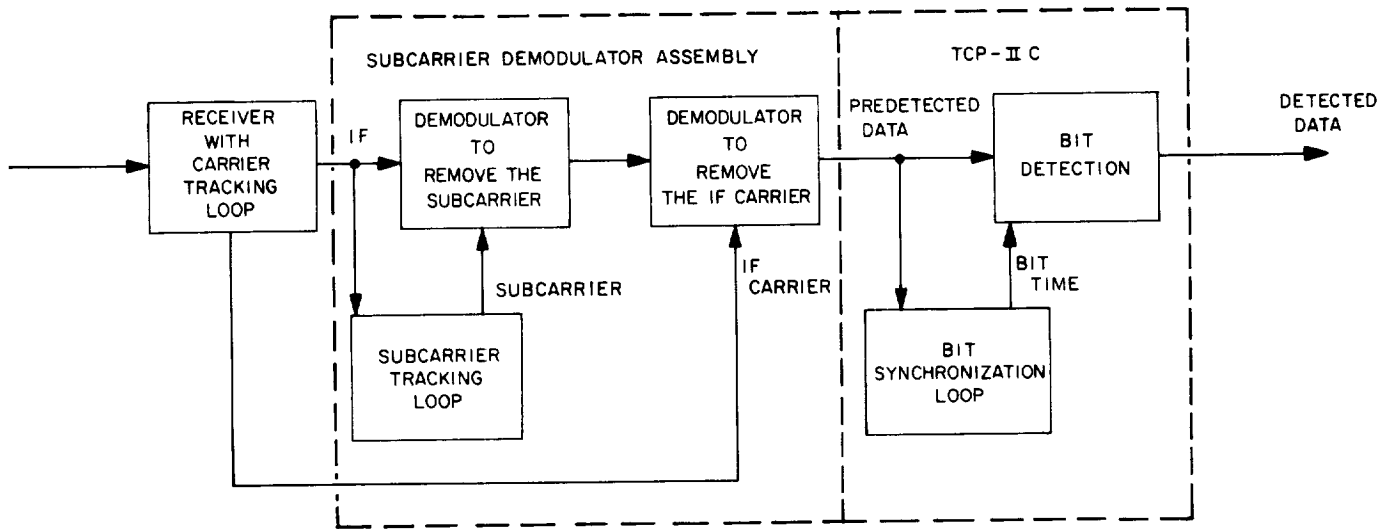 SUBCARRIER DEMODULATOR ASSEMBLY
TCP-II C
RECEIVER
WITH
CARRIER
TRACKING
LOOP
IF
DEMODULATOR
TO
REMOVE THE
SUBCARRIER
DEMODULATOR
TO
REMOVE
THE IF CARRIER
PREDETECTED
DATA
BIT
DETECTION
DETECTED
DATA
SUBCARRIER
IF
CARRIER
BIT
TIME
SUBCARRIER
TRACKING
LOOP
BIT
SYNCHRONIZATION
LOOP